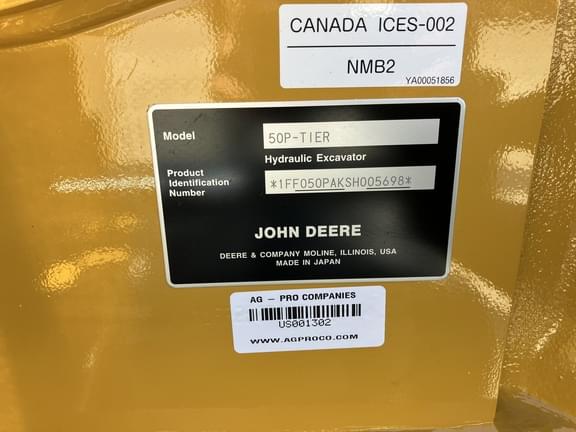 CANADA ICES-002
NMB2
YA00051856
Model
50P-TIER
Hydraulic Excavator
Product
Identification
Number
*1FF050PAKSH005698*
JOHN DEERE
DEERE & COMPANY MOLINE, ILLINOIS, USA
MADE IN JAPAN
AG – PRO COMPANIES
US001302
WWW.AGPROCO.COM